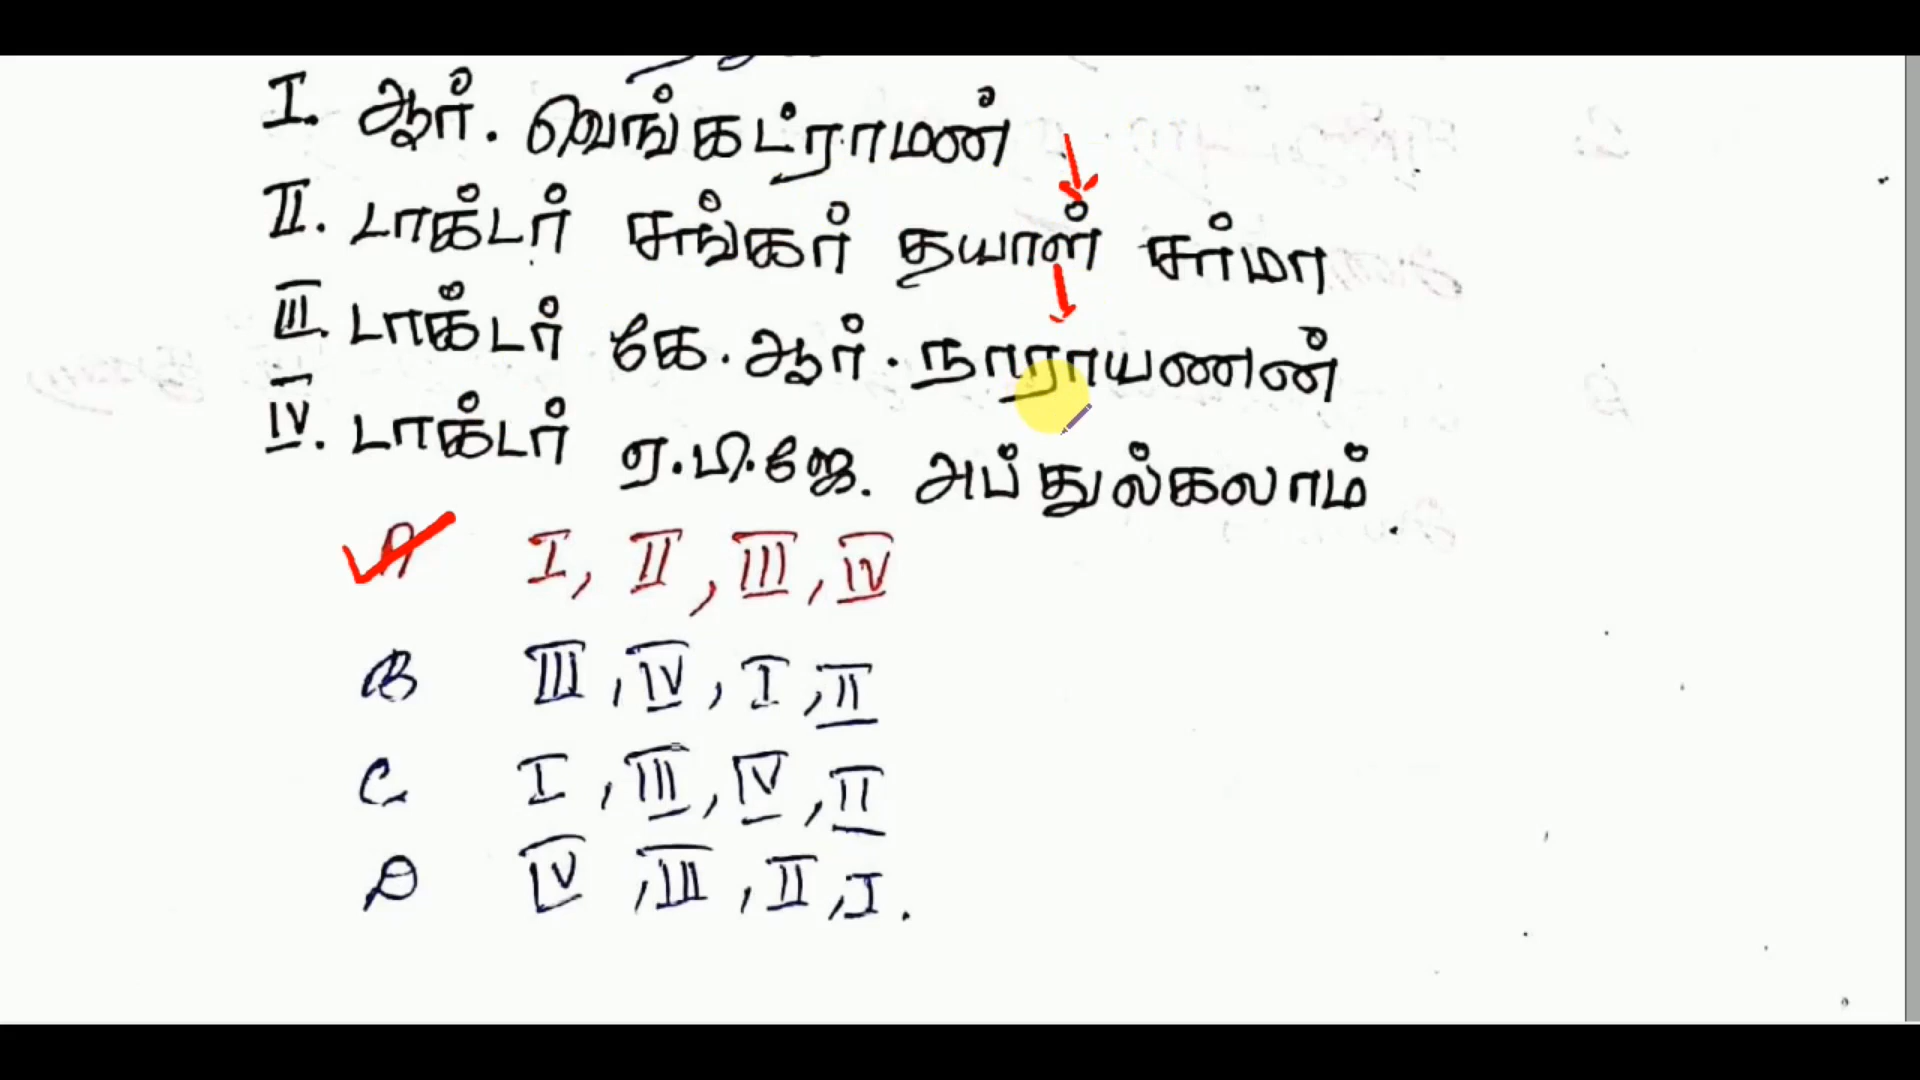 I. ஆர். வெங்கட்ராமன்
II. டாக்டர் சங்கர் தயாள் சர்மா
III. டாக்டர் கே.ஆர்.நாராயணன்
IV. டாக்டர் ஏ.பி.ஜே. அப்துல்கலாம்
A I, II, III, IV
B III, IV, I, II
C I, III, IV, II
D IV, III, II, I.